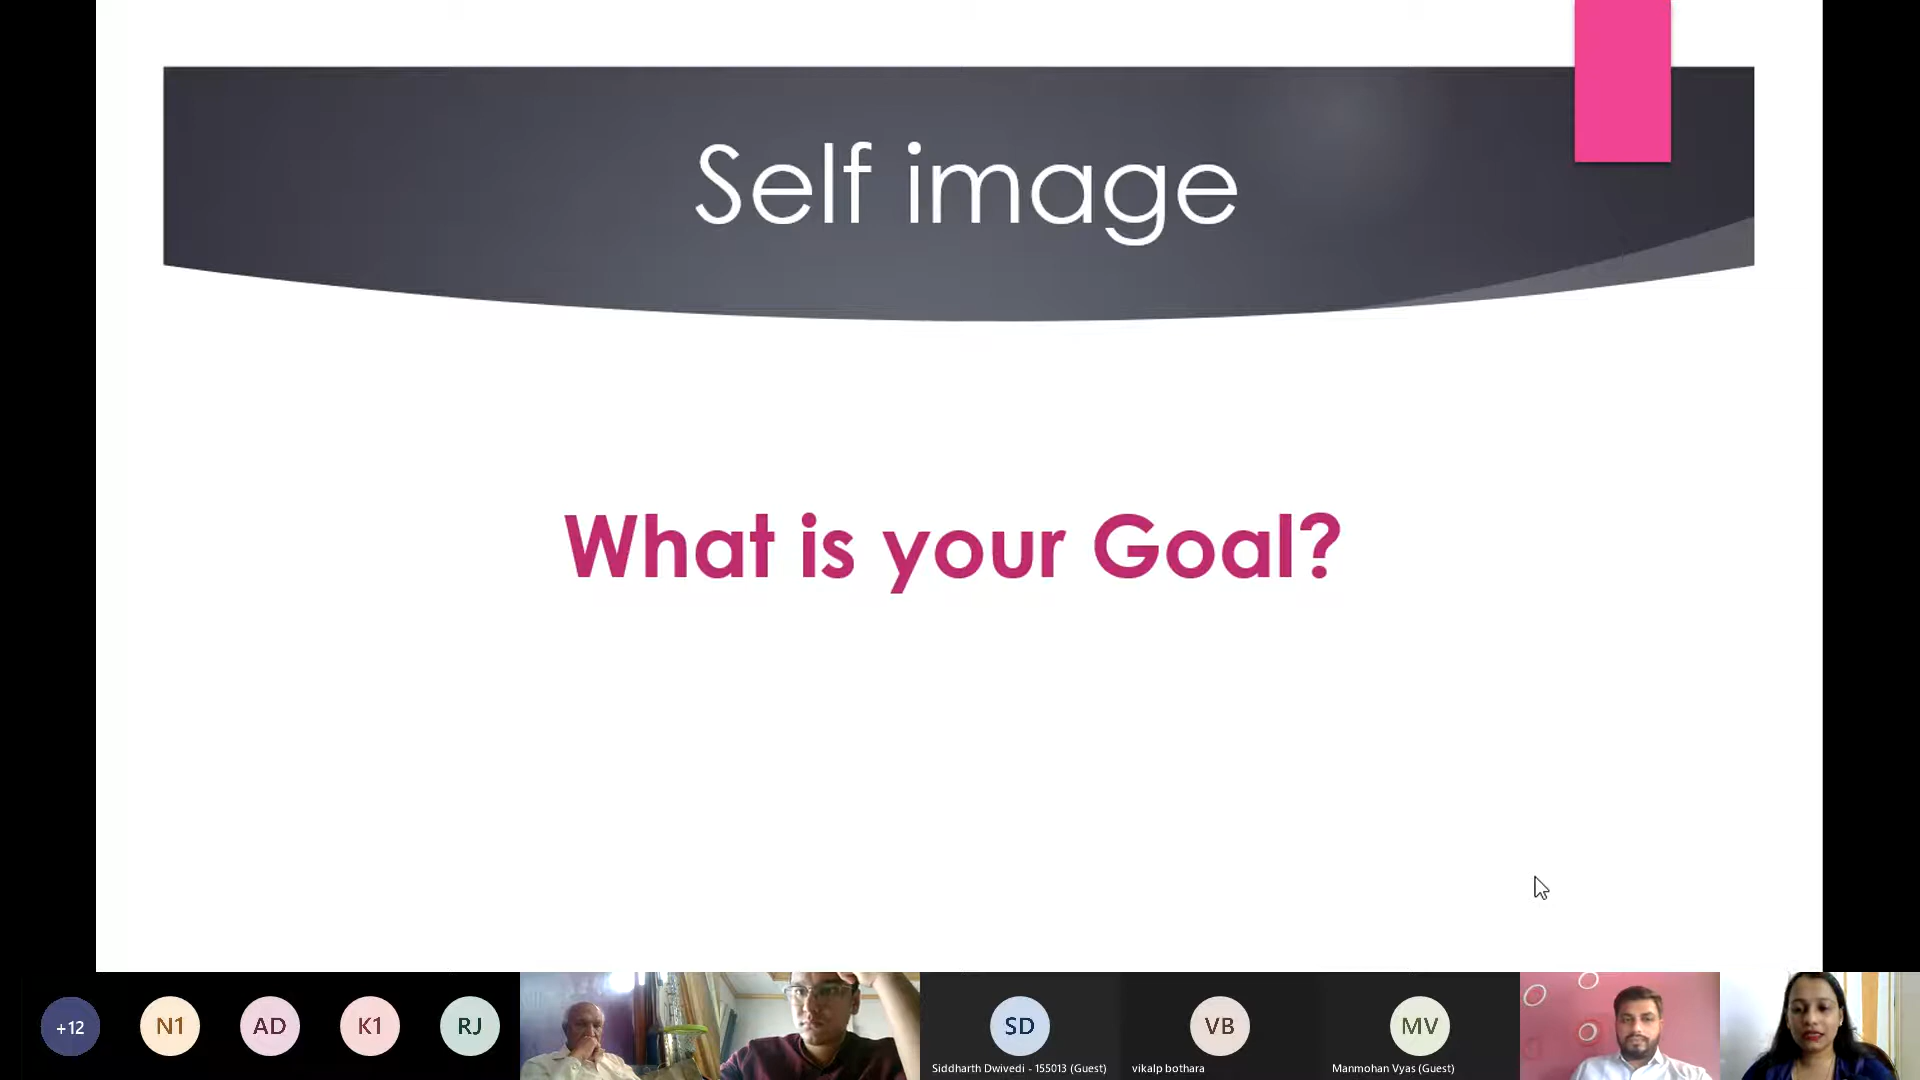 Self image
What is your Goal?
+12
N1
AD
K1
RJ
SD
VB
MV
Siddharth Dwivedi - 155013 (Guest)
vikalp bothara
Manmohan Vyas (Guest)